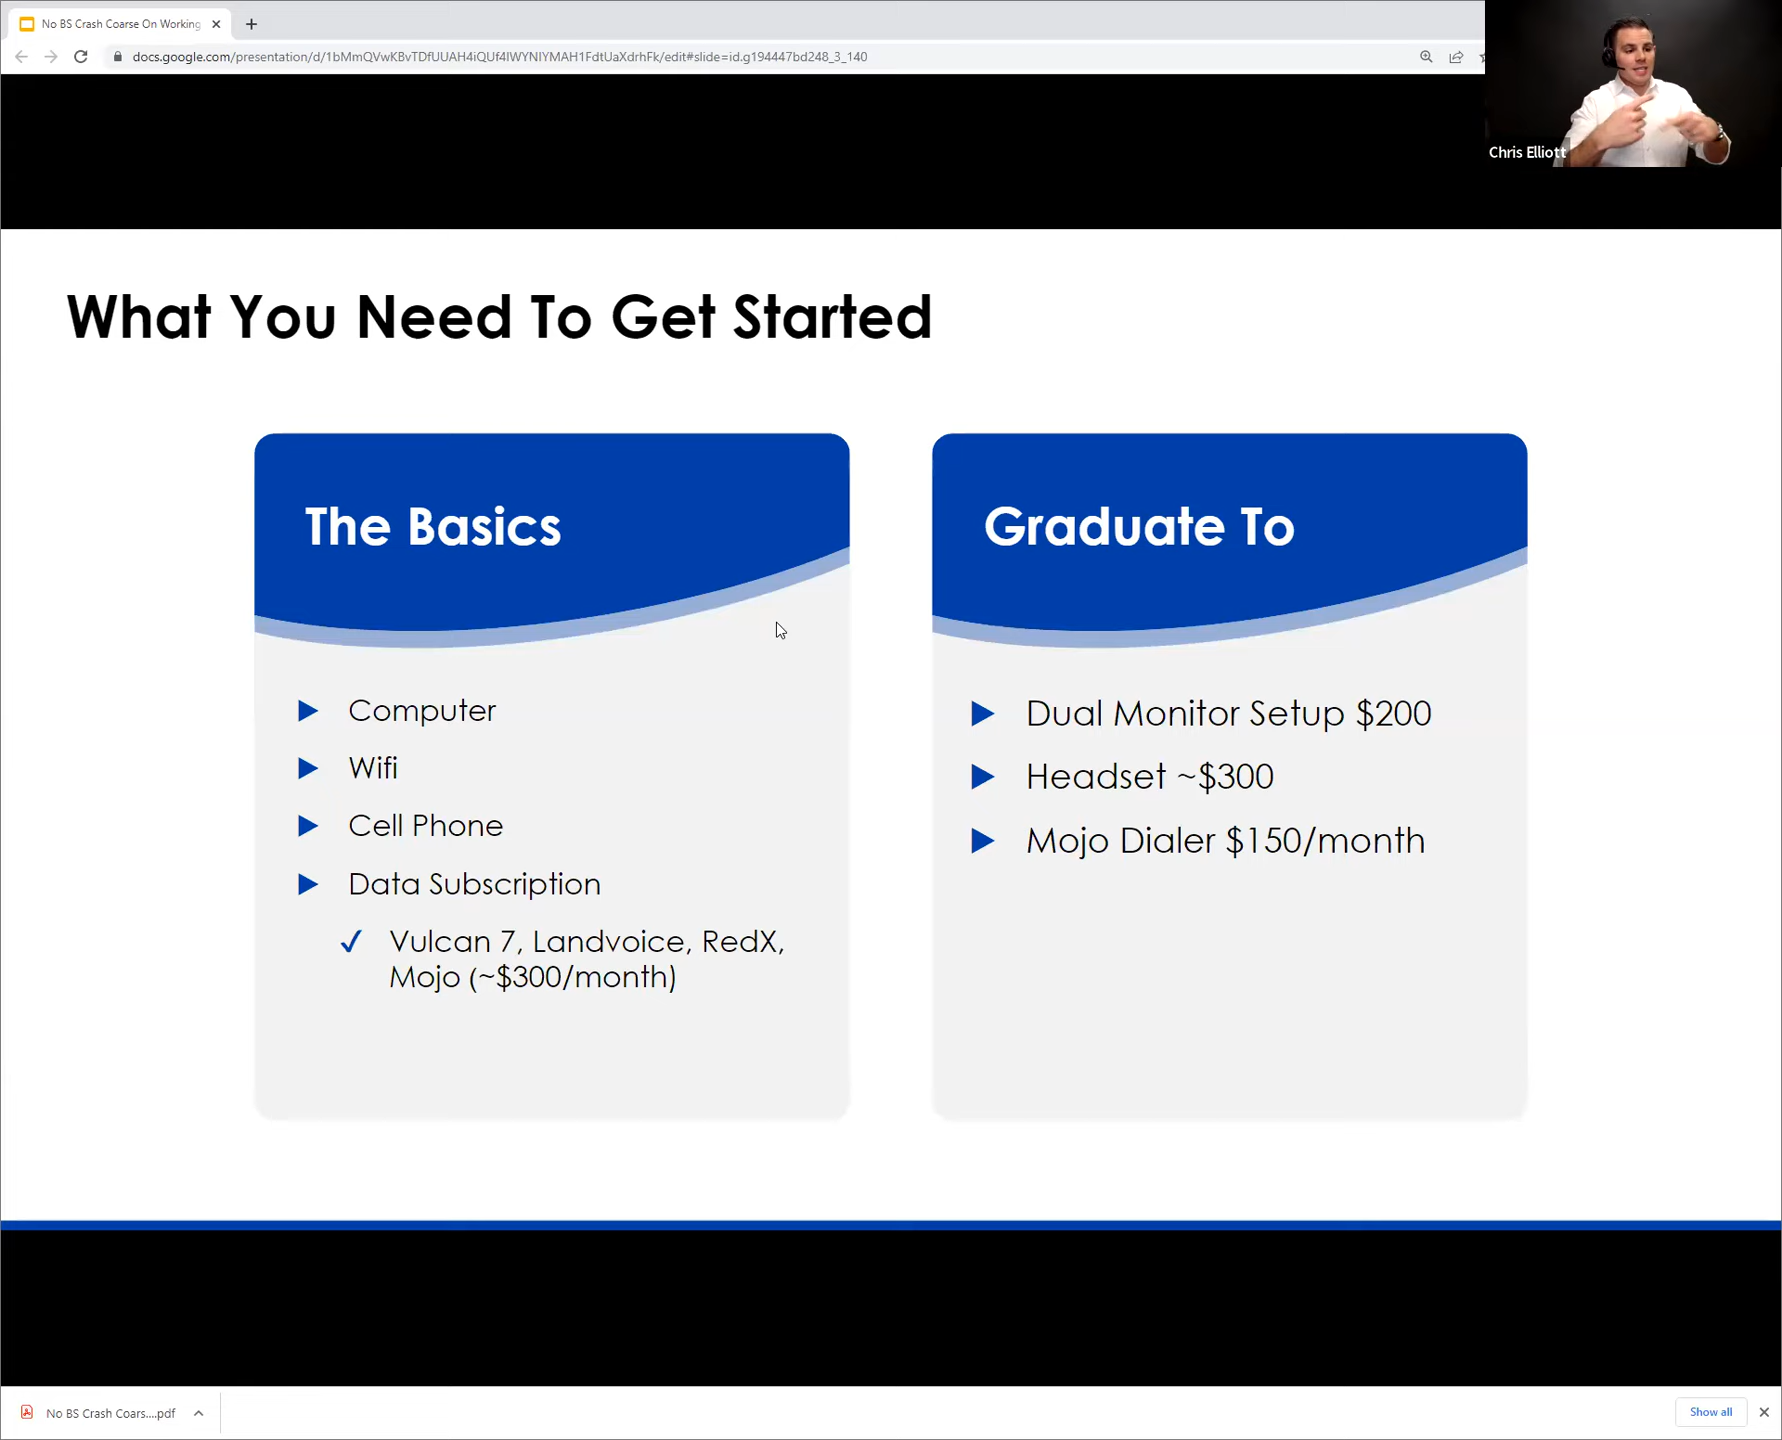 No BS Crash Coarse On Working
docs.google.com/presentation/d/1bMmQVwKBvTDfUUAH4iQUf4IWYNIYMAH1FdtUaXdrhFk/edit#slide=id.g194447bd248_3_140
Chris Elliott
What You Need To Get Started
The Basics
Computer
Wifi
Cell Phone
Data Subscription
Vulcan 7, Landvoice, RedX,
Mojo (~$300/month)
Graduate To
Dual Monitor Setup $200
Headset ~$300
Mojo Dialer $150/month
No BS Crash Coars....pdf
Show all